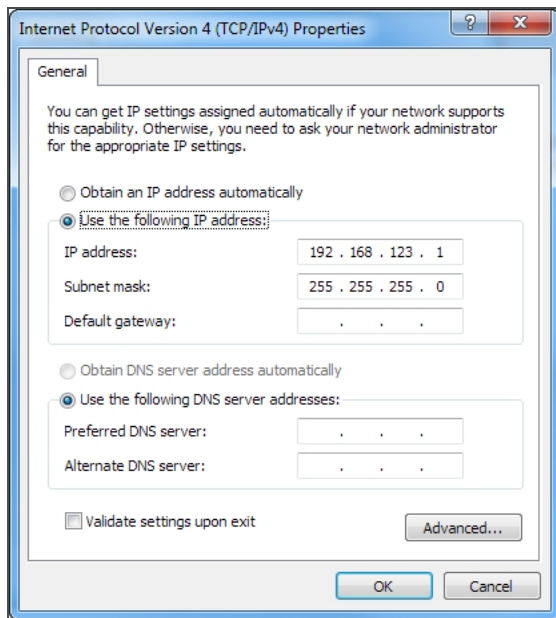 Internet Protocol Version 4 (TCP/IPv4) Properties
?
General
You can get IP settings assigned automatically if your network supports
this capability. Otherwise, you need to ask your network administrator
for the appropriate IP settings.
Obtain an IP address automatically
Use the following IP address:
IP address: 192 . 168 . 123 . 1
Subnet mask: 255 . 255 . 255 . 0
Default gateway: . . .
Obtain DNS server address automatically
Use the following DNS server addresses:
Preferred DNS server: . . .
Alternate DNS server: . . .
Validate settings upon exit
Advanced...
OK Cancel